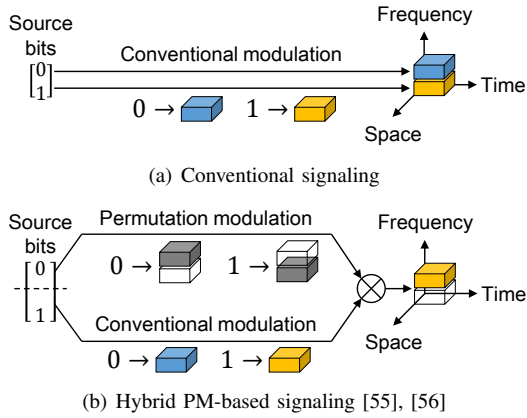 Source
bits
Conventional modulation
Frequency
[0
1]
0 → 1 →
Time
Space
(a) Conventional signaling
Source
bits
Permutation modulation
Frequency
[0
1]
0 → 1 →
Conventional modulation
Time
0 → 1 →
Space
(b) Hybrid PM-based signaling [55], [56]